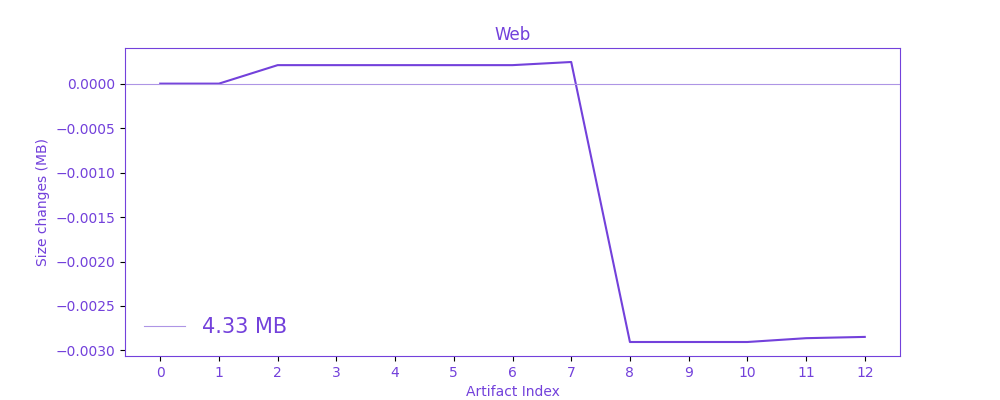 Web
0.0000
−0.0005
−0.0010
−0.0015
−0.0020
−0.0025
−0.0030
Size changes (MB)
4.33 MB
0 1 2 3 4 5 6 7 8 9 10 11 12
Artifact Index